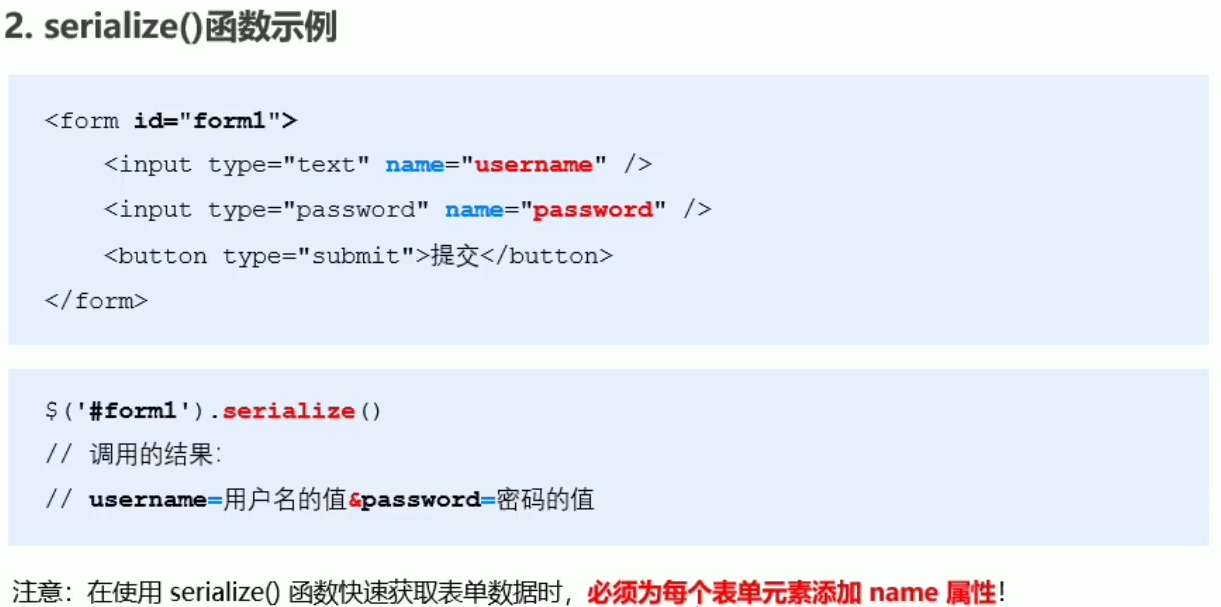 2. serialize()函数示例
<form id="form1">
<input type="text" name="username" />
<input type="password" name="password" />
<button type="submit">提交</button>
</form>
$('#form1').serialize()
// 调用的结果：
// username=用户名的值&password=密码的值
注意：在使用 serialize() 函数快速获取表单数据时，必须为每个表单元素添加 name 属性！